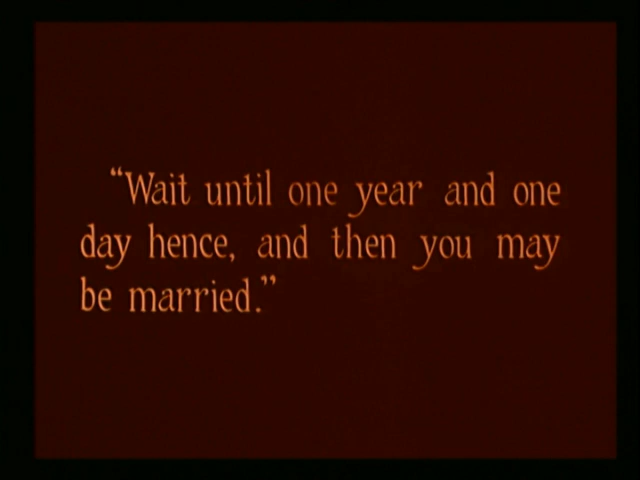 “Wait until one year and one
day hence, and then you may
be married.”